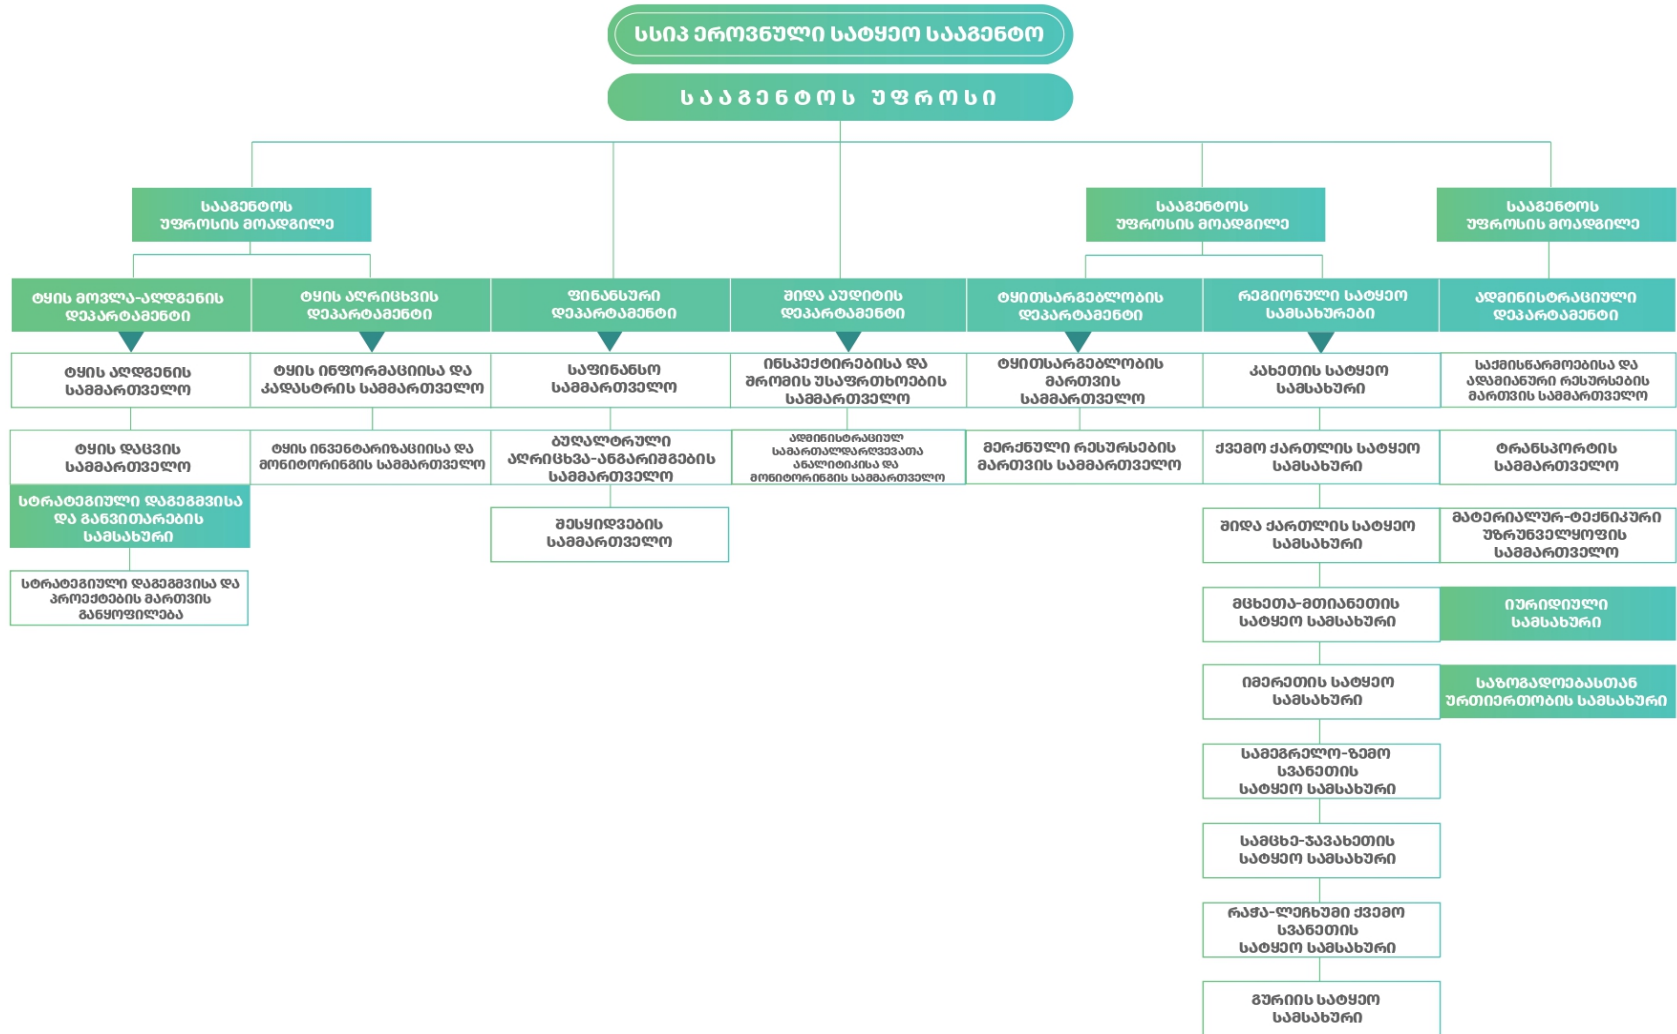 სსიპ ეროვნული სატყეო სააგენტო
სააგენტოს უფროსი
სააგენტოს
უფროსის მოადგილე
სააგენტოს
უფროსის მოადგილე
სააგენტოს
უფროსის მოადგილე
ტყის მოვლა-აღდგენის
დეპარტამენტი
ტყის აღრიცხვის
დეპარტამენტი
ფინანსური
დეპარტამენტი
შიდა აუდიტის
დეპარტამენტი
ტყითსარგებლობის
დეპარტამენტი
რეგიონული სატყეო
სამსახურები
ადმინისტრაციული
დეპარტამენტი
ტყის აღდგენის
სამმართველო
ტყის ინფორმაციისა და
კადასტრის სამმართველო
საფინანსო
სამმართველო
ინსპექტირებისა და
შრომის უსაფრთხოების
სამმართველო
ტყითსარგებლობის
მართვის
სამმართველო
კახეთის სატყეო
სამსახური
საქმისწარმოებისა და
ადამიანური რესურსების
მართვის სამმართველო
ტყის დაცვის
სამმართველო
ტყის ინვენტარიზაციისა და
მონიტორინგის სამმართველო
ბუღალტრული
აღრიცხვა-ანგარიშგების
სამმართველო
ადმინისტრაციულ
სამართალდარღვევათა
ანალიტიკისა და
მონიტორინგის სამმართველო
მერქნული რესურსების
მართვის სამმართველო
ქვემო ქართლის სატყეო
სამსახური
ტრანსპორტის
სამმართველო
სტრატეგიული დაგეგმვისა
და განვითარების
სამსახური
შესყიდვების
სამმართველო
შიდა ქართლის სატყეო
სამსახური
მატერიალურ-ტექნიკური
უზრუნველყოფის
სამმართველო
სტრატეგიული დაგეგმვისა და
პროექტების მართვის
განყოფილება
მცხეთა-მთიანეთის
სატყეო სამსახური
იურიდიული
სამსახური
იმერეთის სატყეო
სამსახური
საზოგადოებასთან
ურთიერთობის სამსახური
სამეგრელო-ზემო
სვანეთის
სატყეო სამსახური
სამცხე-ჯავახეთის
სატყეო სამსახური
რაჭა-ლეჩხუმი ქვემო
სვანეთის
სატყეო სამსახური
გურიის სატყეო
სამსახური